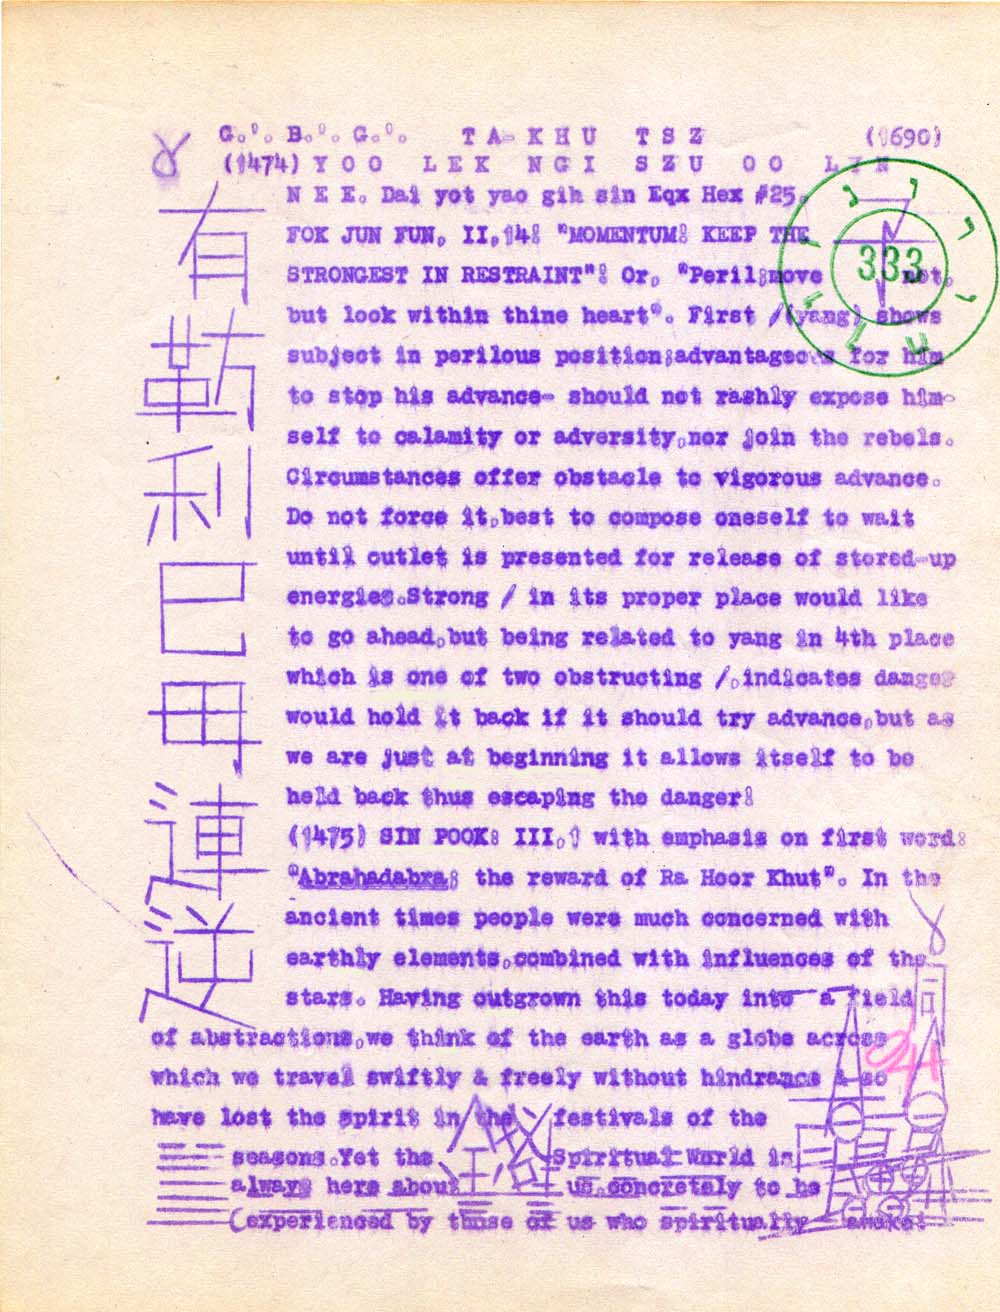 G.'. B.'. G.'. TA-KHU TSZ (1690)
(1474) YOO LEK NGI SZU OO LIN
NEE. Dai yot yao gih sin Eqx Hex #25.
FOK JUN FUN, II,14: "MOMENTUM: KEEP THE
STRONGEST IN RESTRAINT": Or, "Peril;move not,
but look within thine heart". First /(yang) shows
subject in perilous position;advantageous for him
to stop his advance- should not rashly expose him-
self to calamity or adversity,nor join the rebels.
Circumstances offer obstacle to vigorous advance.
Do not force it,best to compose oneself to wait
until outlet is presented for release of stored-up
energies.Strong / in its proper place would like
to go ahead,but being related to yang in 4th place
which is one of two obstructing /,indicates danger
would hold it back if it should try advance,but as
we are just at beginning it allows itself to be
held back thus escaping the danger:
(1475) SIN POOK: III,1 with emphasis on first word:
"Abrahadabra; the reward of Ra Hoor Khut". In the
ancient times people were much concerned with
earthly elements,combined with influences of the
stars. Having outgrown this today into a field
of abstractions,we think of the earth as a globe across
which we travel swiftly & freely without hindrance & so
have lost the spirit in the festivals of the
seasons.Yet the Spiritual World is
always here about us,concretely to be
(experienced by those of us who spiritually awake!
有
勒
利
巳
毋
連
逆
333
24